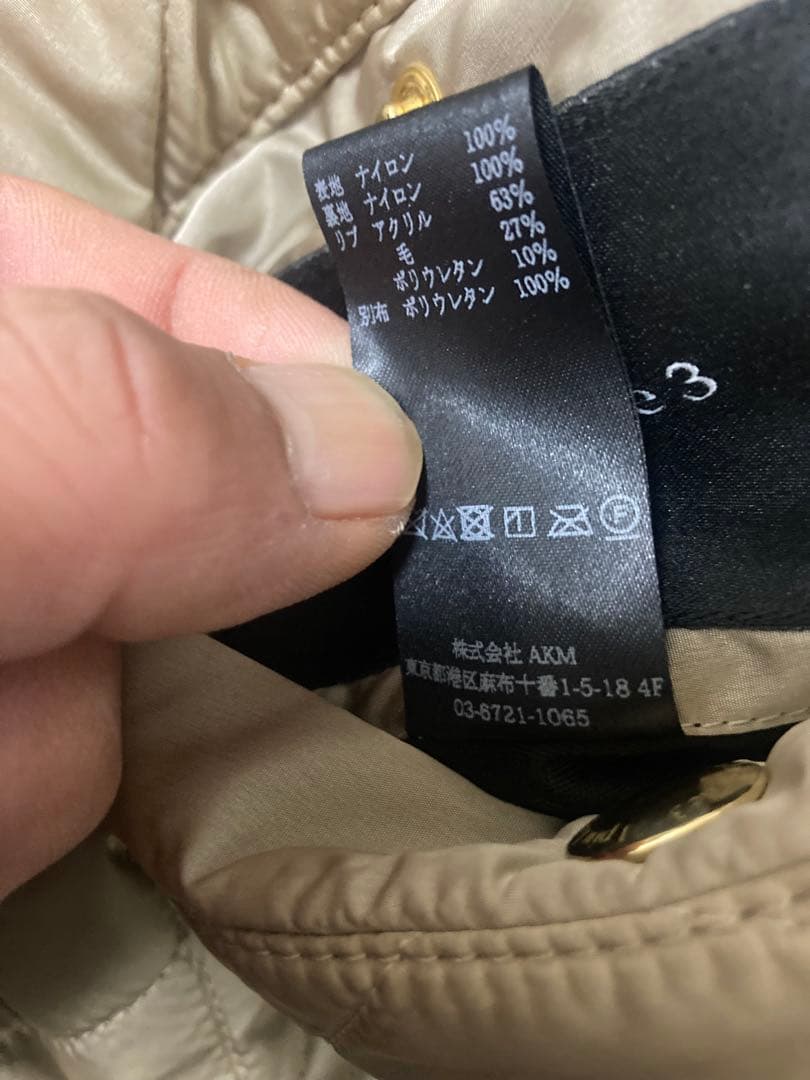 表地 ナイロン 100%
裏地 ナイロン 100%
リブ アクリル 63%
毛 27%
ポリウレタン 10%
別布 ポリウレタン 100%
e 3
F
株式会社 AKM
東京都港区麻布十番1-5-18 4F
03-6721-1065